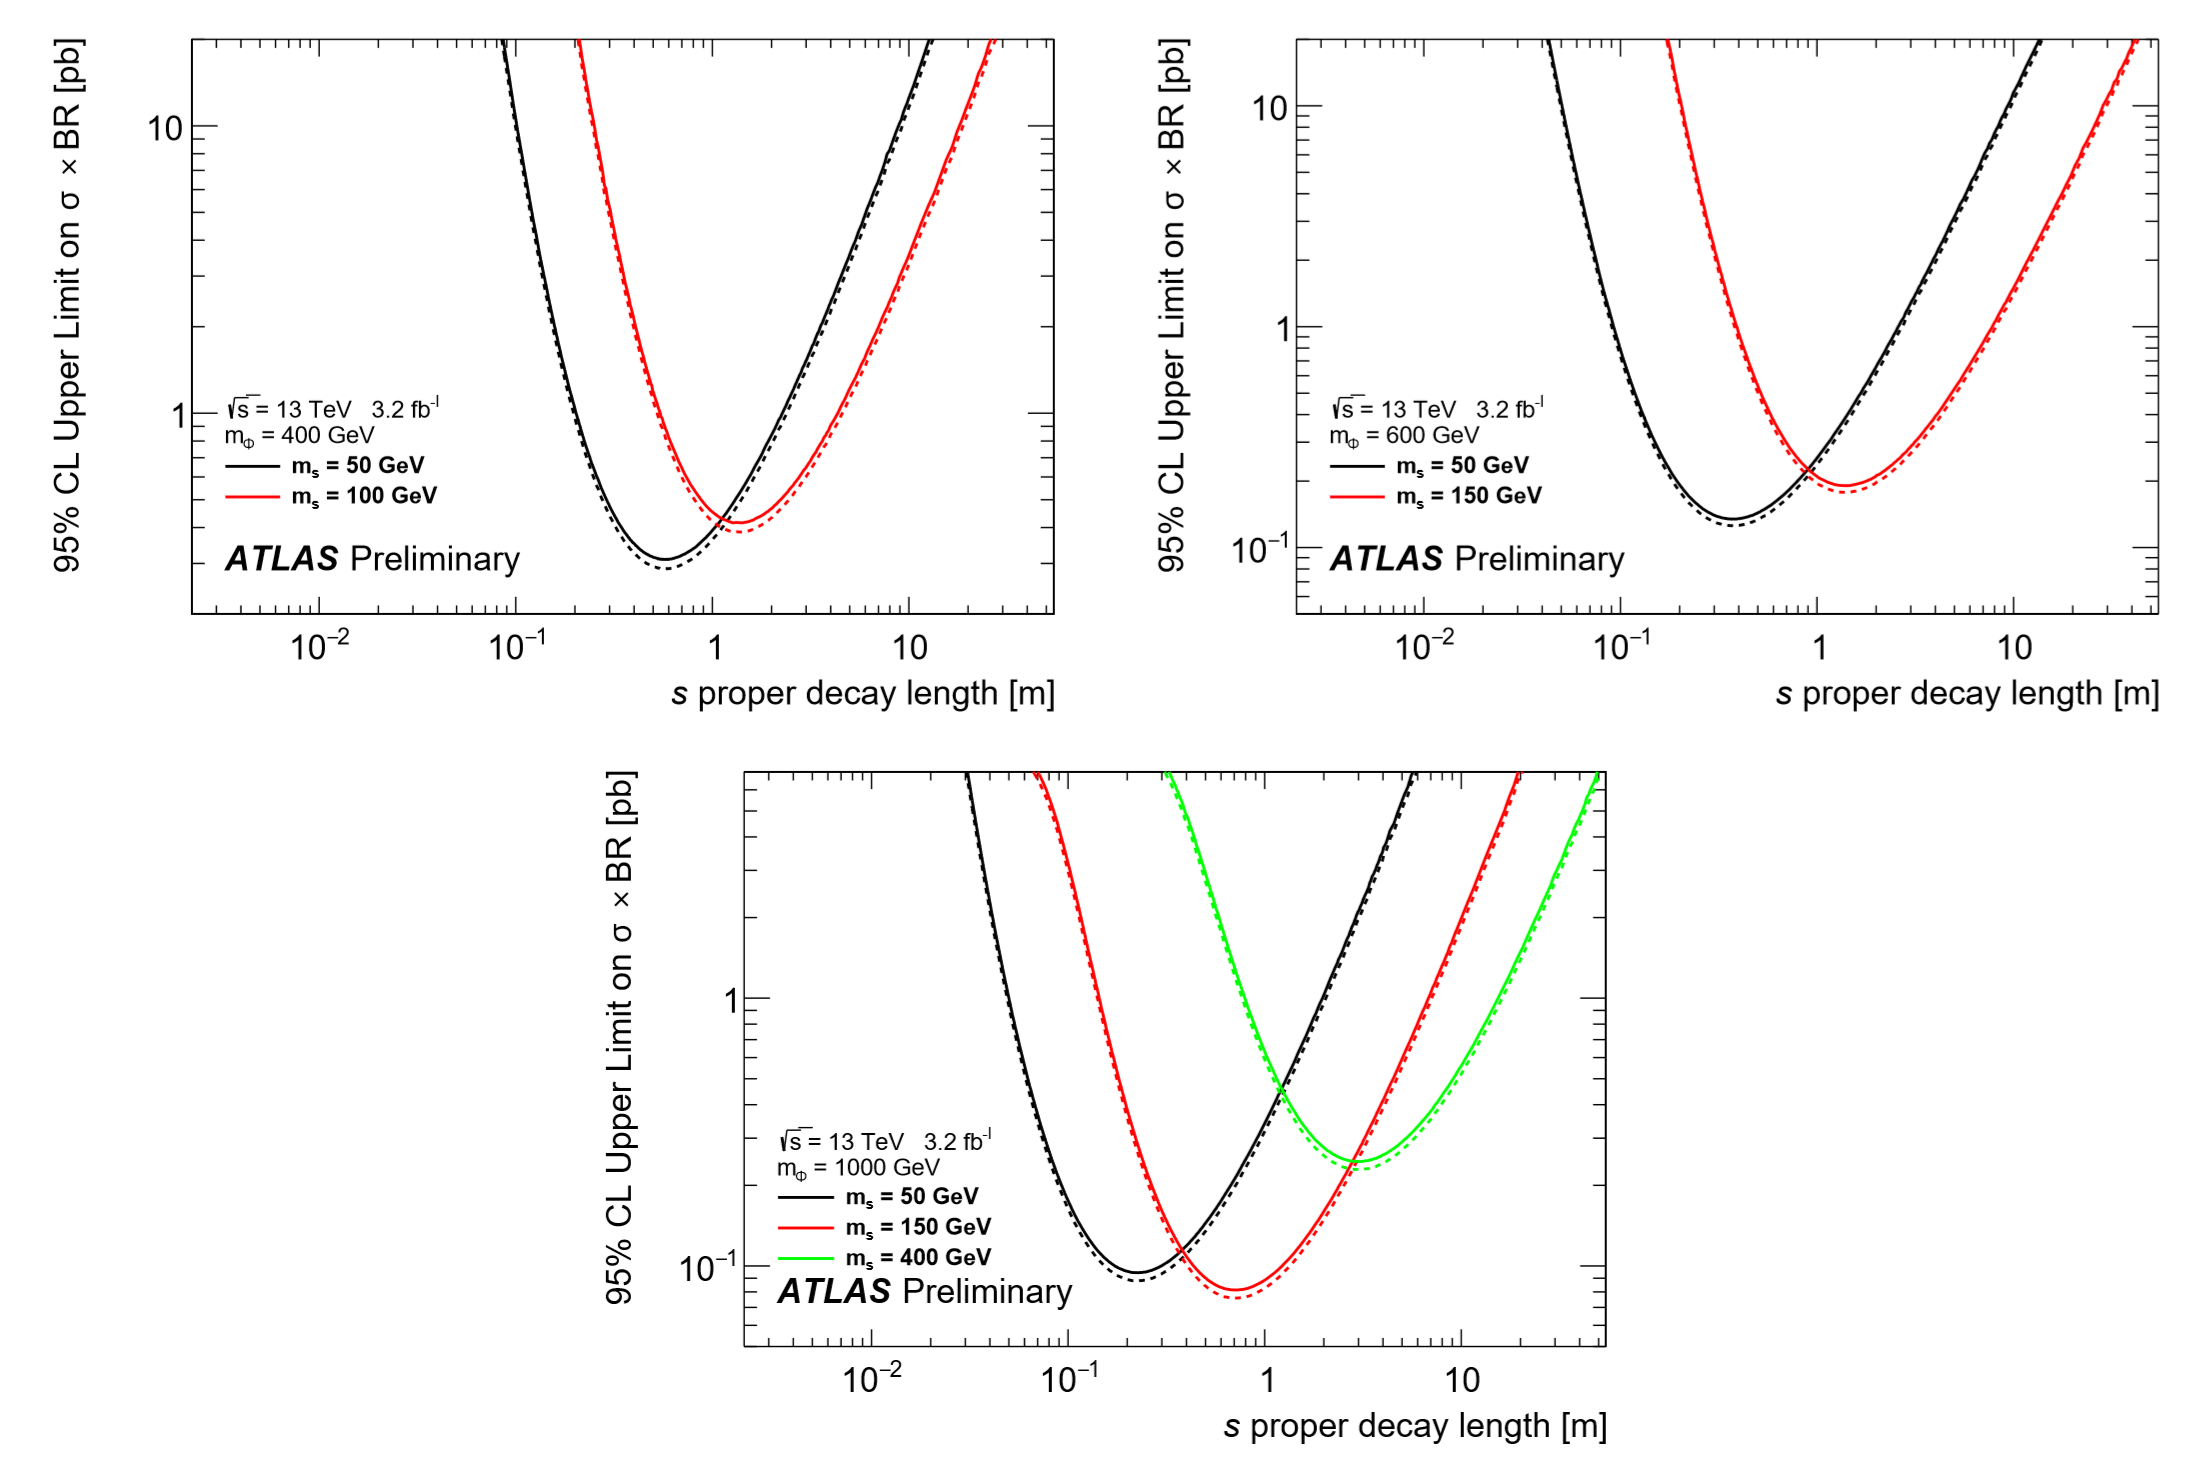 95% CL Upper Limit on σ × BR [pb]
10
1
√s = 13 TeV 3.2 fb⁻¹
m_Φ = 400 GeV
m_s = 50 GeV
m_s = 100 GeV
ATLAS Preliminary
10⁻² 10⁻¹ 1 10
s proper decay length [m]
95% CL Upper Limit on σ × BR [pb]
10
1
10⁻¹
√s = 13 TeV 3.2 fb⁻¹
m_Φ = 600 GeV
m_s = 50 GeV
m_s = 150 GeV
ATLAS Preliminary
10⁻² 10⁻¹ 1 10
s proper decay length [m]
95% CL Upper Limit on σ × BR [pb]
1
10⁻¹
√s = 13 TeV 3.2 fb⁻¹
m_Φ = 1000 GeV
m_s = 50 GeV
m_s = 150 GeV
m_s = 400 GeV
ATLAS Preliminary
10⁻² 10⁻¹ 1 10
s proper decay length [m]